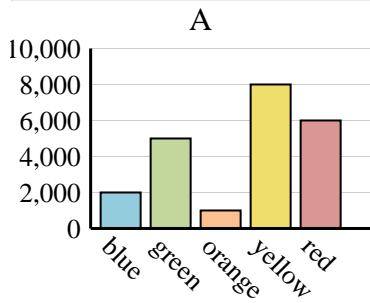 A
10,000
8,000
6,000
4,000
2,000
0
blue
green
orange
yellow
red